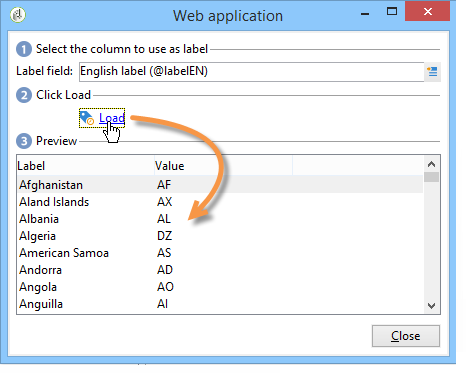 Web application
1 Select the column to use as label
Label field: English label (@labelEN)
2 Click Load
Load
3 Preview
Label Value
Afghanistan AF
Aland Islands AX
Albania AL
Algeria DZ
American Samoa AS
Andorra AD
Angola AO
Anguilla AI
Close